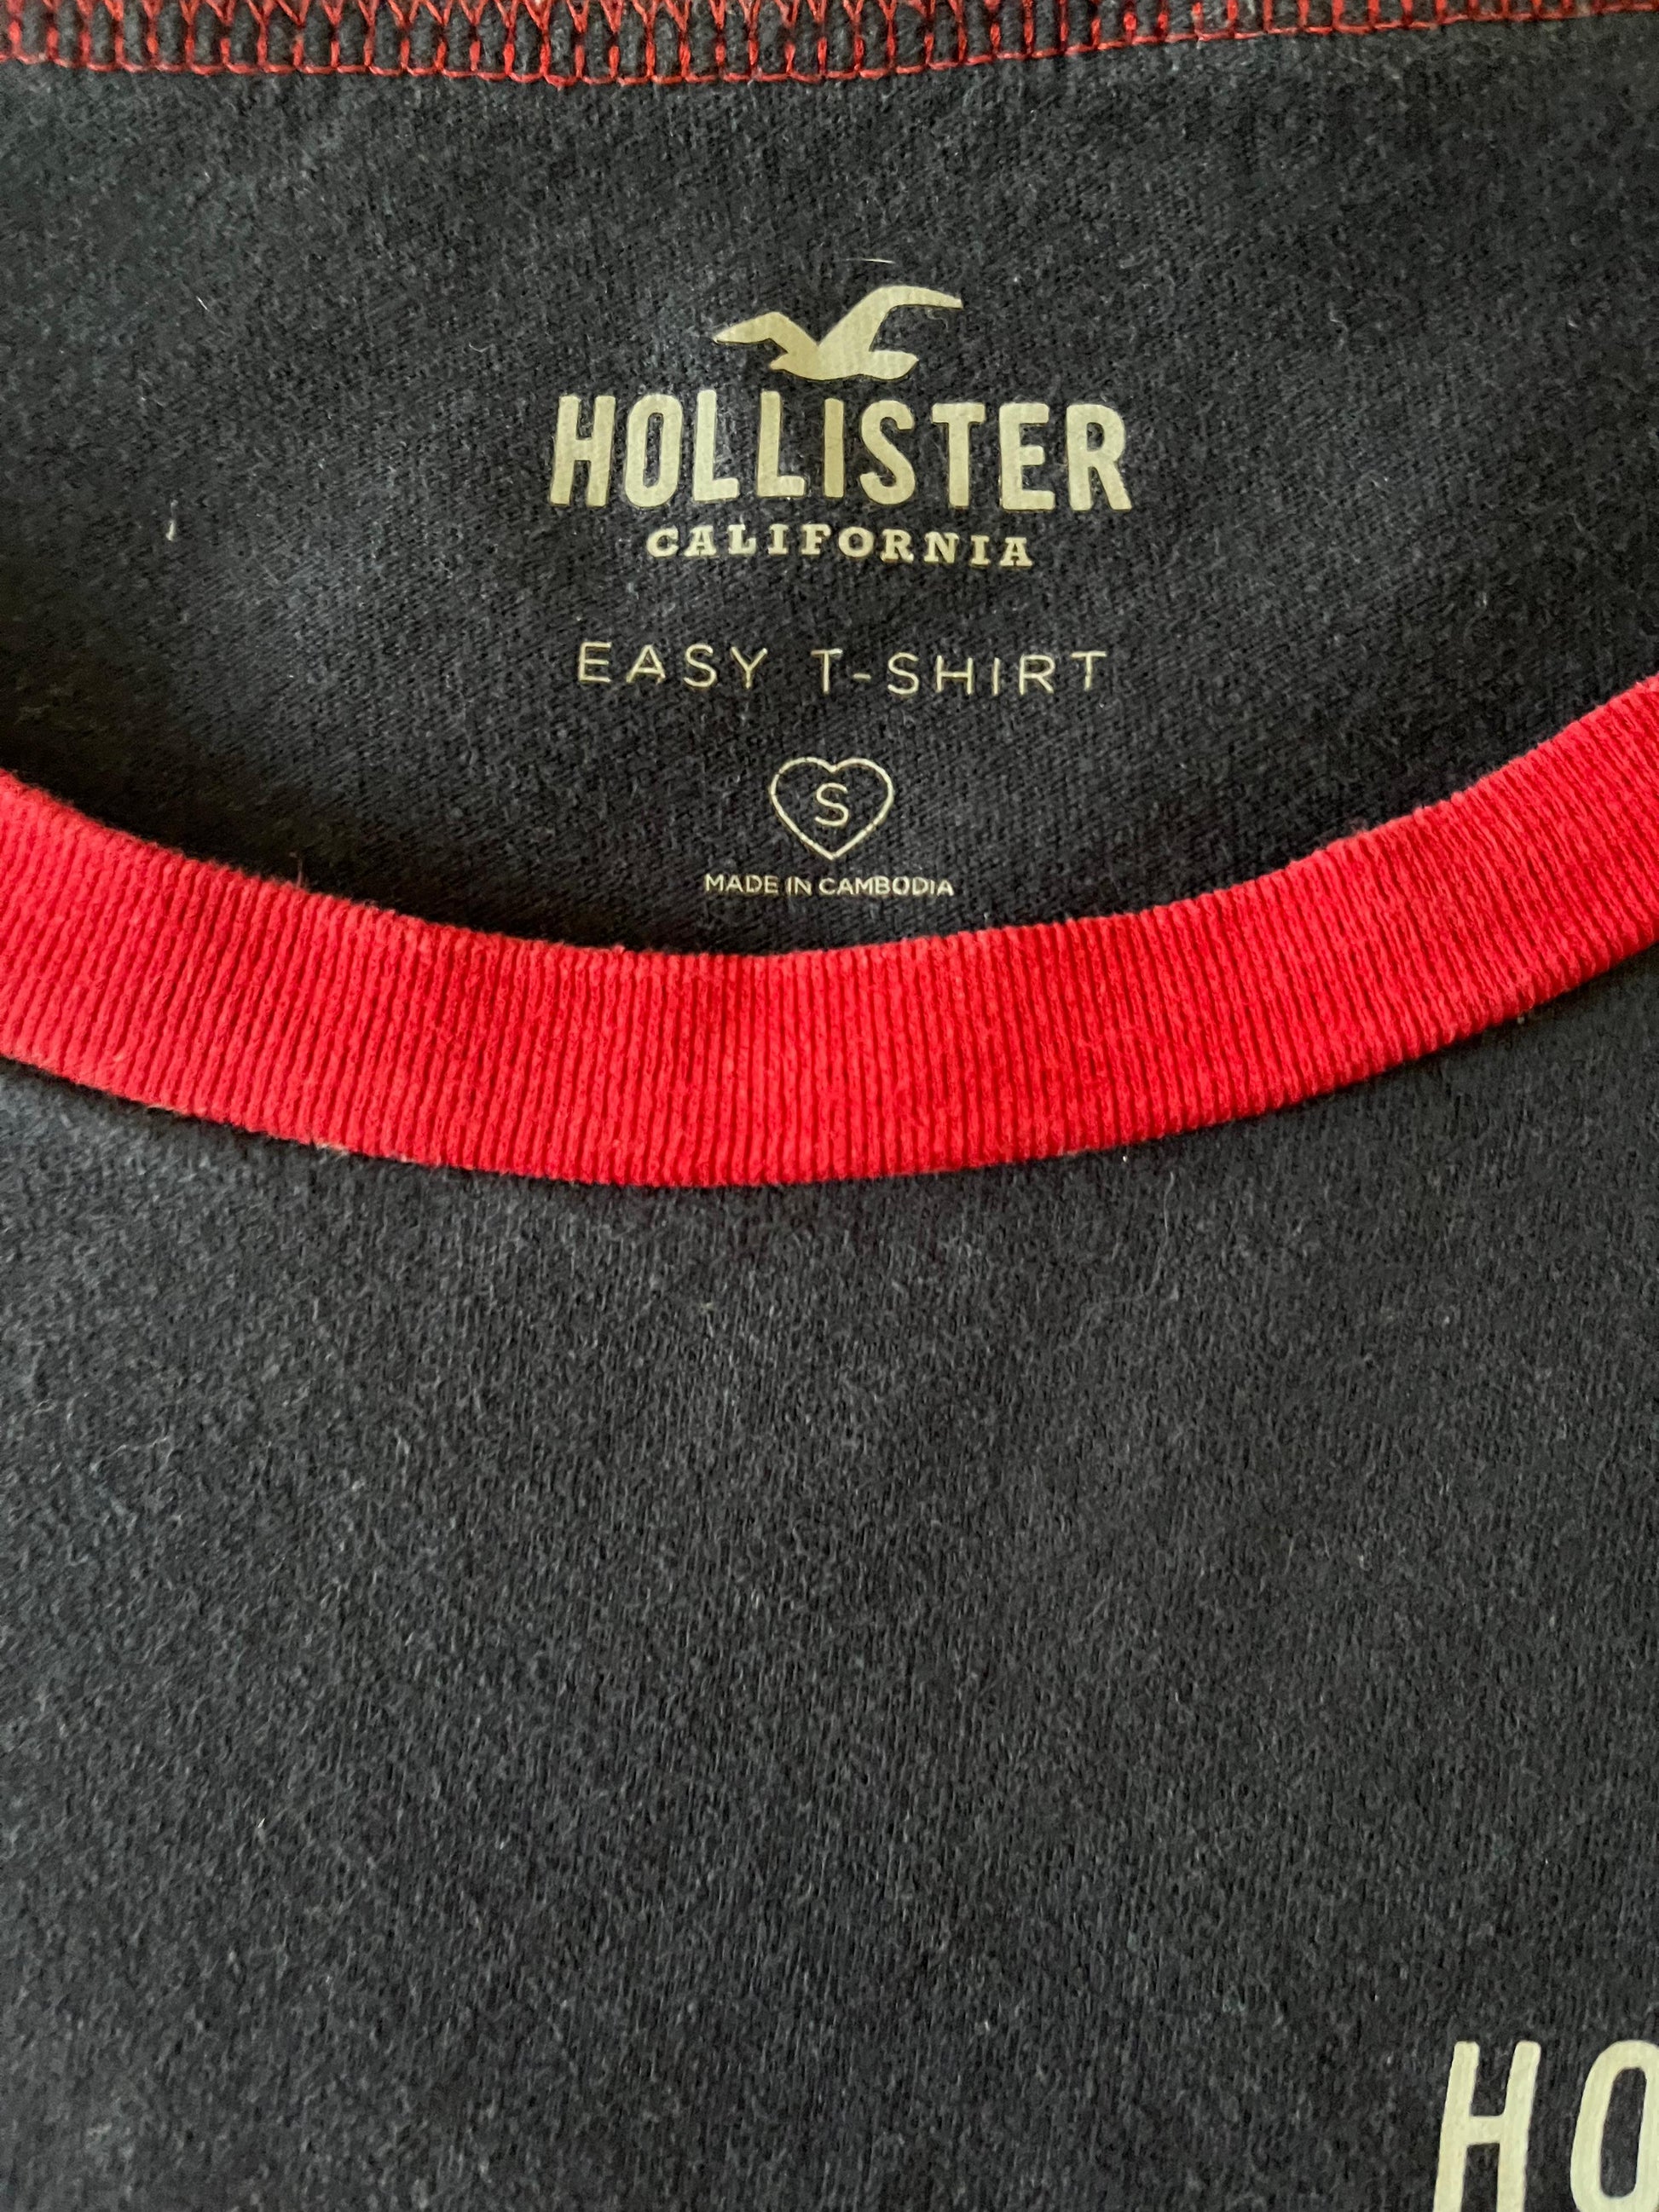 HOLLISTER
CALIFORNIA
EASY T-SHIRT
S
MADE IN CAMBODIA
HO